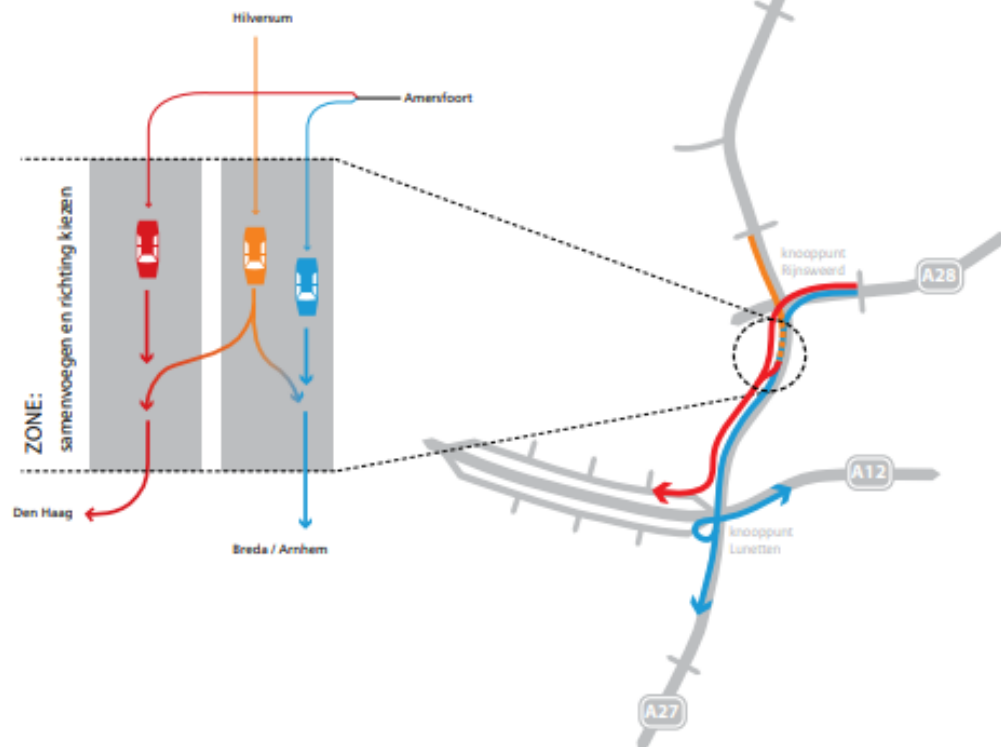 Hilversum
Amersfoort
ZONE:
samenvoegen en richting kiezen
Den Haag
Breda / Arnhem
knooppunt
Rijnsweerd
A28
A12
knooppunt
Lunetten
A27